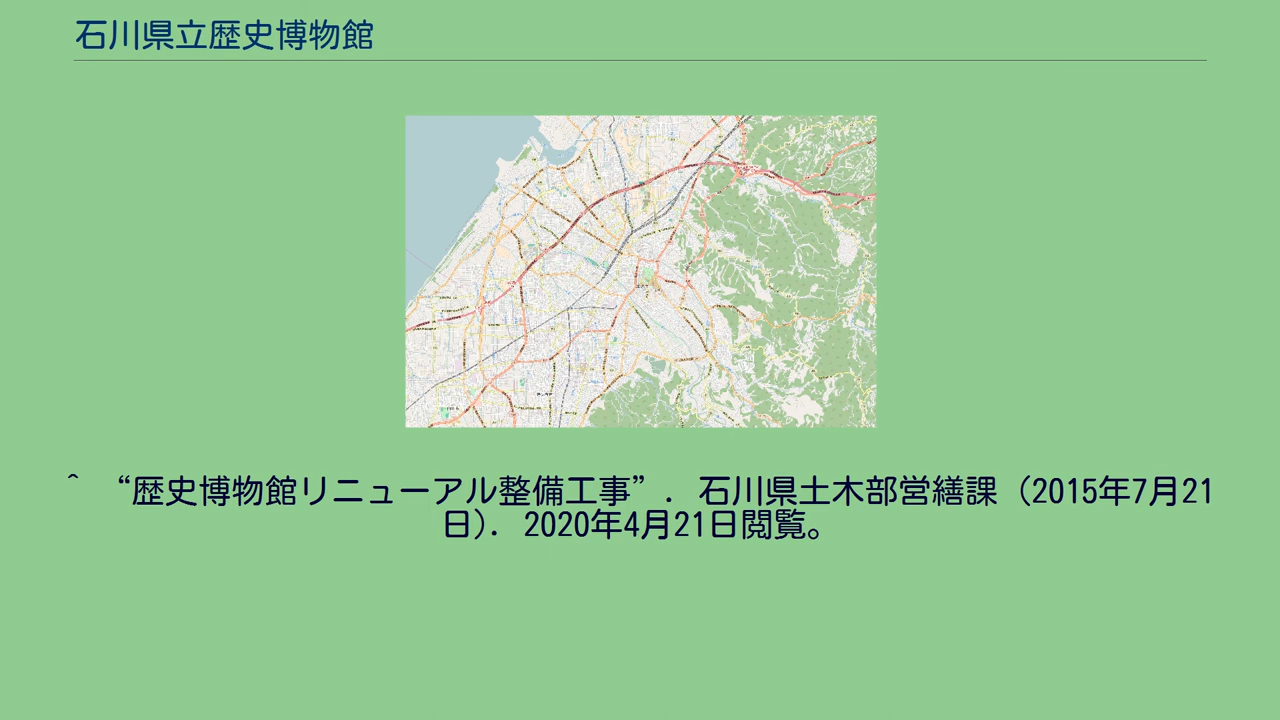 石川県立歴史博物館
^ “歴史博物館リニューアル整備工事”. 石川県土木部営繕課 (2015年7月21
日). 2020年4月21日閲覧。